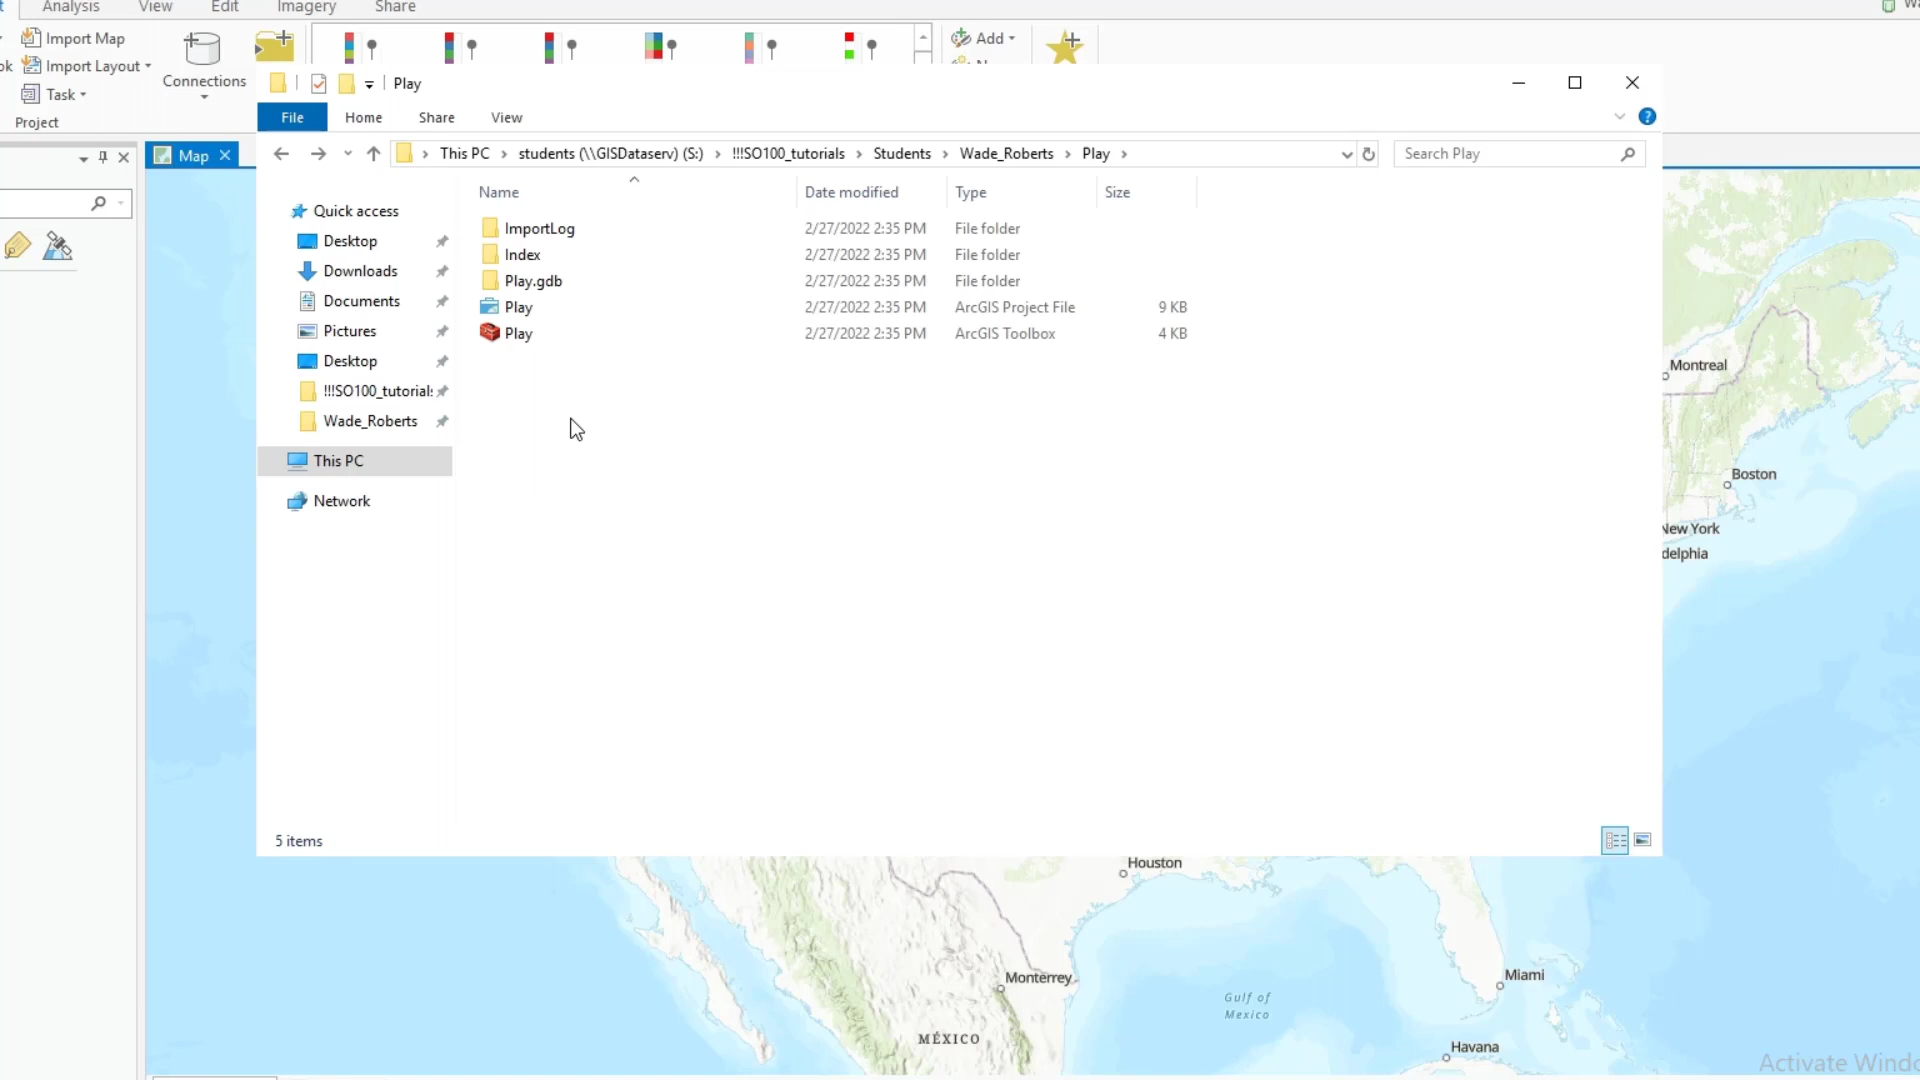 Analysis View Edit Imagery Share
Import Map
Import Layout
Task
Project
Connections
Add
Play
File Home Share View
This PC › students (\\GISDataserv) (S:) › !!!SO100_tutorials › Students › Wade_Roberts › Play ›
Search Play
Map
Name Date modified Type Size
Quick access
Desktop
Downloads
Documents
Pictures
Desktop
!!!SO100_tutorial
Wade_Roberts
This PC
Network
ImportLog 2/27/2022 2:35 PM File folder
Index 2/27/2022 2:35 PM File folder
Play.gdb 2/27/2022 2:35 PM File folder
Play 2/27/2022 2:35 PM ArcGIS Project File 9 KB
Play 2/27/2022 2:35 PM ArcGIS Toolbox 4 KB
5 items
Montreal
Boston
New York
delphia
Houston
Monterrey
Miami
Gulf of
Mexico
MÉXICO
Havana
Activate Windo